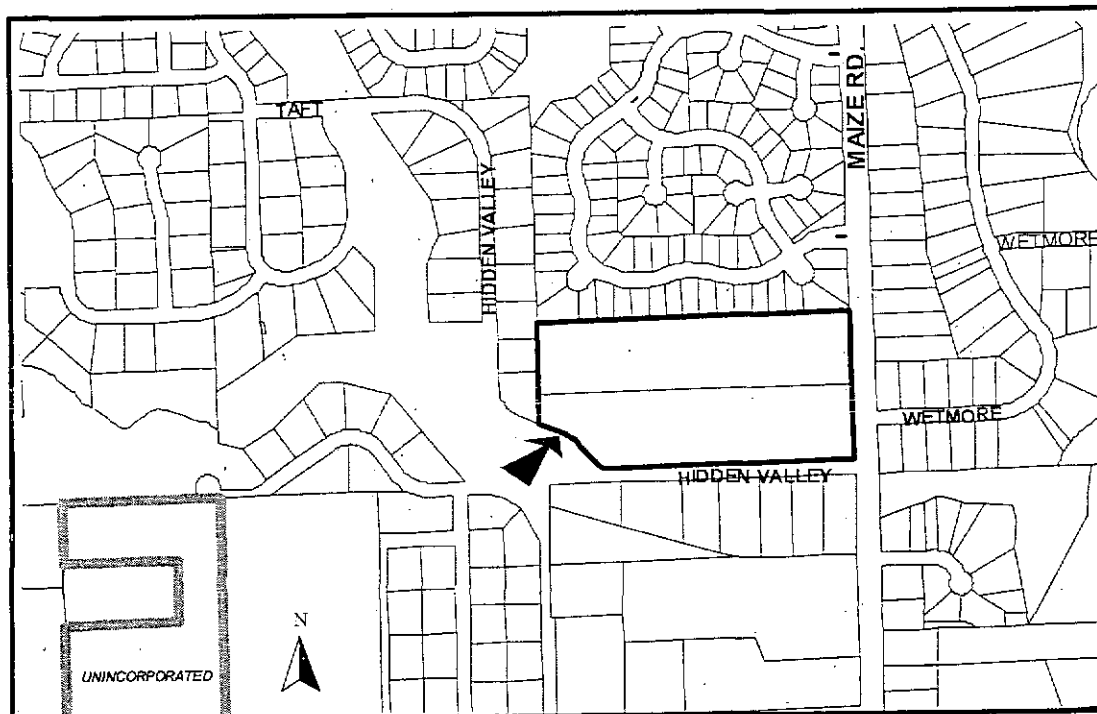 TAFT
HIDDEN VALLEY
MAIZE RD.
WETMORE
WETMORE
HIDDEN VALLEY
N
UNINCORPORATED